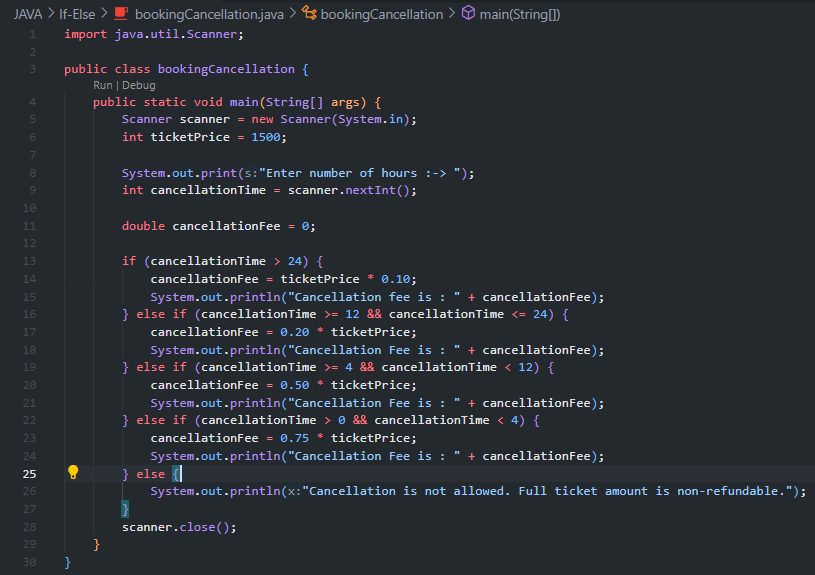 JAVA > If-Else > bookingCancellation.java > bookingCancellation > main(String[])
1 import java.util.Scanner;
2
3 public class bookingCancellation {
Run | Debug
4 public static void main(String[] args) {
5 Scanner scanner = new Scanner(System.in);
6 int ticketPrice = 1500;
7
8 System.out.print(s:"Enter number of hours :-> ");
9 int cancellationTime = scanner.nextInt();
10
11 double cancellationFee = 0;
12
13 if (cancellationTime > 24) {
14 cancellationFee = ticketPrice * 0.10;
15 System.out.println("Cancellation fee is : " + cancellationFee);
16 } else if (cancellationTime >= 12 && cancellationTime <= 24) {
17 cancellationFee = 0.20 * ticketPrice;
18 System.out.println("Cancellation Fee is : " + cancellationFee);
19 } else if (cancellationTime >= 4 && cancellationTime < 12) {
20 cancellationFee = 0.50 * ticketPrice;
21 System.out.println("Cancellation Fee is : " + cancellationFee);
22 } else if (cancellationTime > 0 && cancellationTime < 4) {
23 cancellationFee = 0.75 * ticketPrice;
24 System.out.println("Cancellation Fee is : " + cancellationFee);
25 } else {
26 System.out.println(x:"Cancellation is not allowed. Full ticket amount is non-refundable.");
27 }
28 scanner.close();
29 }
30 }